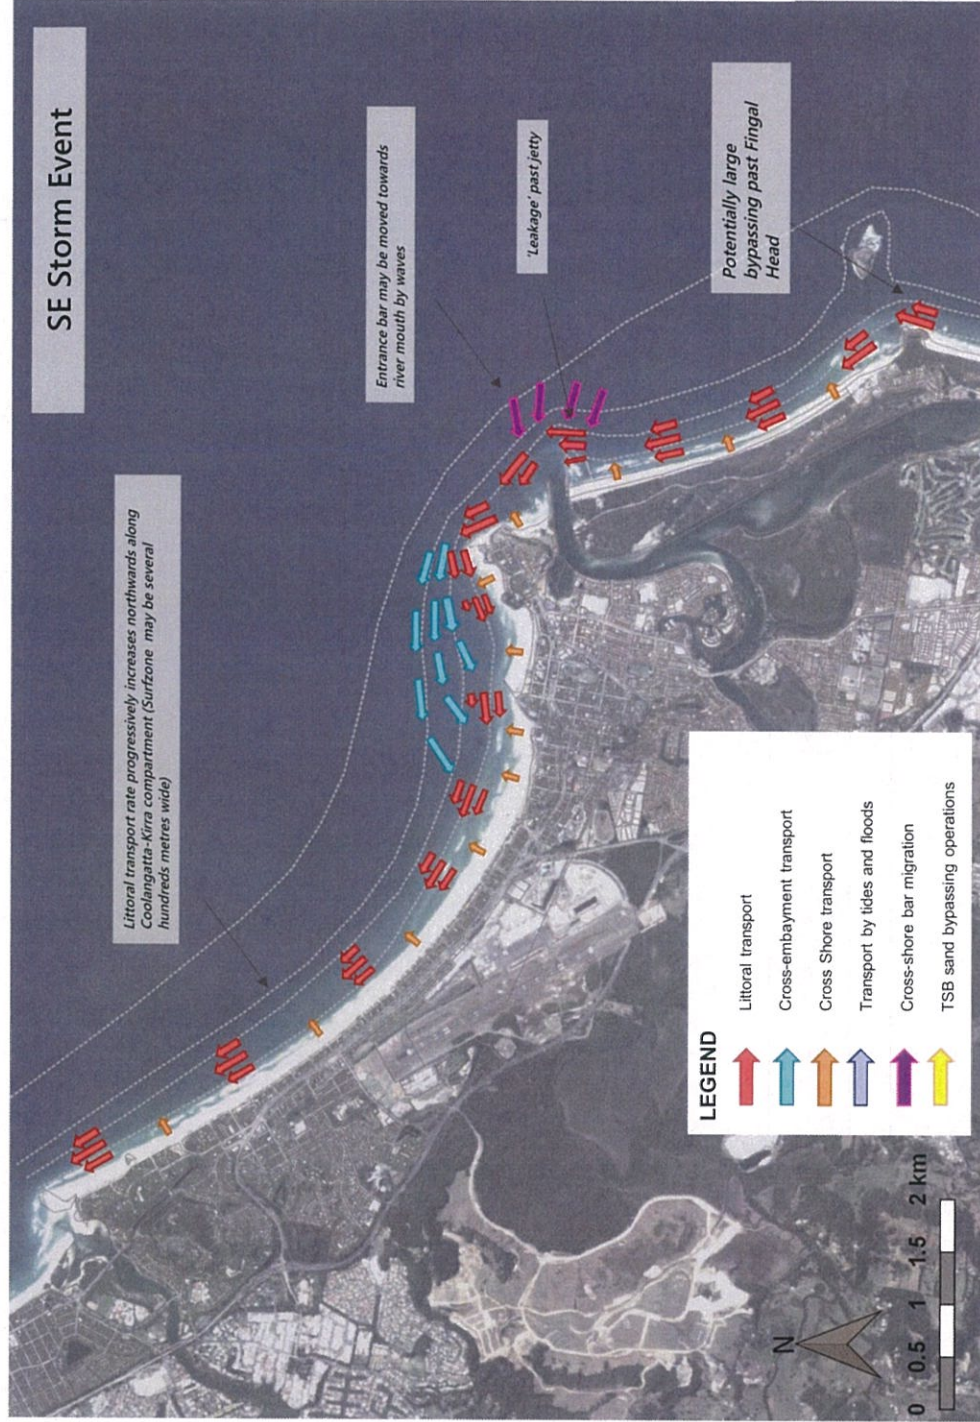 SE Storm Event
Littoral transport rate progressively increases northwards along
Coolangatta-Kirra compartment (Surfzone may be several
hundreds metres wide)
Entrance bar may be moved towards
river mouth by waves
'Leakage' past jetty
Potentially large
bypassing past Fingal
Head
LEGEND
Littoral transport
Cross-embayment transport
Cross Shore transport
Transport by tides and floods
Cross-shore bar migration
TSB sand bypassing operations
N
0 0.5 1 1.5 2 km